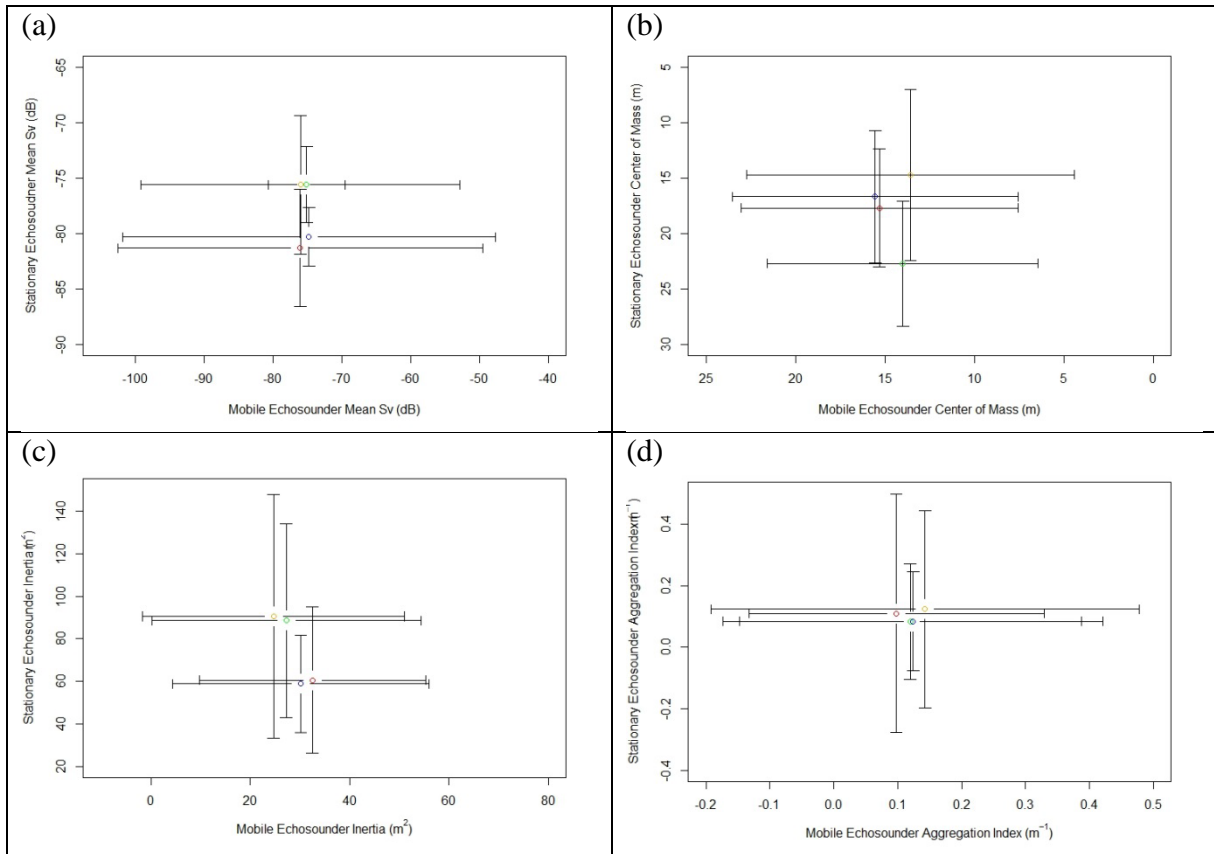 (a)
-65
-70
-75
-80
-85
-90
Stationary Echosoudner Mean Sv (dB)
-100 -90 -80 -70 -60 -50 -40
Mobile Echosounder Mean Sv (dB)
(b)
5
10
15
20
25
30
Stationary Echosounder Center of Mass (m)
25 20 15 10 5 0
Mobile Echosounder Center of Mass (m)
(c)
140
120
100
80
60
40
20
Stationary Echosounder Inertia (m²)
0 20 40 60 80
Mobile Echosounder Inertia (m²)
(d)
0.4
0.2
0.0
-0.2
-0.4
Stationary Echosounder Aggregation Index (m⁻¹)
-0.2 -0.1 0.0 0.1 0.2 0.3 0.4 0.5
Mobile Echosounder Aggregation Index (m⁻¹)